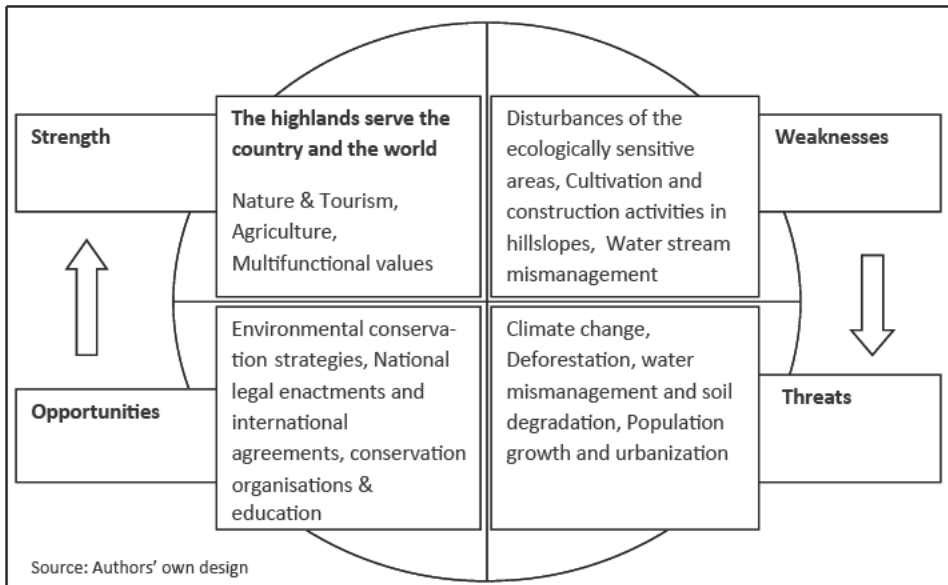 Strength
The highlands serve the
country and the world
Nature & Tourism,
Agriculture,
Multifunctional values
Disturbances of the
ecologically sensitive
areas, Cultivation and
construction activities in
hillslopes, Water stream
mismanagement
Weaknesses
Opportunities
Environmental conserva-
tion strategies, National
legal enactments and
international
agreements, conservation
organisations &
education
Climate change,
Deforestation, water
mismanagement and soil
degradation, Population
growth and urbanization
Threats
Source: Authors' own design